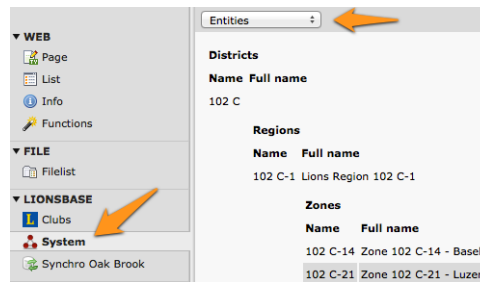 Entities
WEB
Page
List
Info
Functions
FILE
Filelist
LIONSBASE
L Clubs
System
Synchro Oak Brook
Districts
Name Full name
102 C
Regions
Name Full name
102 C-1 Lions Region 102 C-1
Zones
Name Full name
102 C-14 Zone 102 C-14 - Basel
102 C-21 Zone 102 C-21 - Luzer